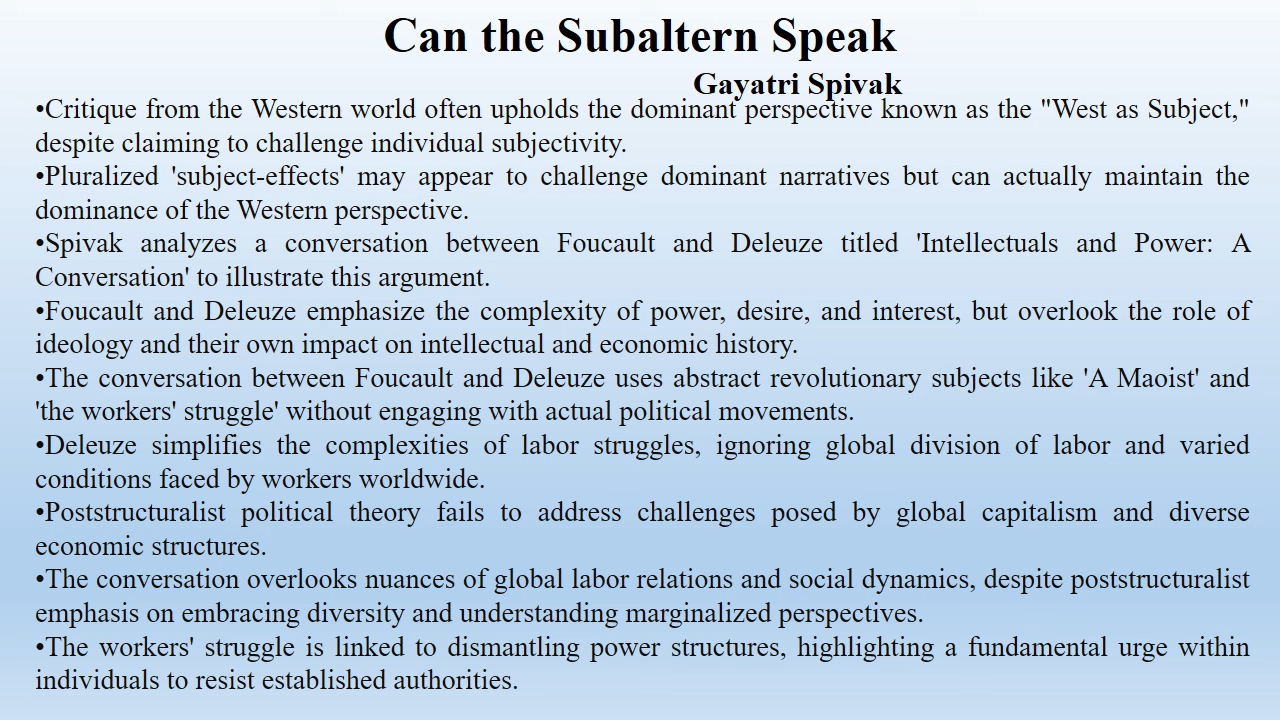 Can the Subaltern Speak
Gayatri Spivak
•Critique from the Western world often upholds the dominant perspective known as the "West as Subject,"
despite claiming to challenge individual subjectivity.
•Pluralized 'subject-effects' may appear to challenge dominant narratives but can actually maintain the
dominance of the Western perspective.
•Spivak analyzes a conversation between Foucault and Deleuze titled 'Intellectuals and Power: A
Conversation' to illustrate this argument.
•Foucault and Deleuze emphasize the complexity of power, desire, and interest, but overlook the role of
ideology and their own impact on intellectual and economic history.
•The conversation between Foucault and Deleuze uses abstract revolutionary subjects like 'A Maoist' and
'the workers' struggle' without engaging with actual political movements.
•Deleuze simplifies the complexities of labor struggles, ignoring global division of labor and varied
conditions faced by workers worldwide.
•Poststructuralist political theory fails to address challenges posed by global capitalism and diverse
economic structures.
•The conversation overlooks nuances of global labor relations and social dynamics, despite poststructuralist
emphasis on embracing diversity and understanding marginalized perspectives.
•The workers' struggle is linked to dismantling power structures, highlighting a fundamental urge within
individuals to resist established authorities.